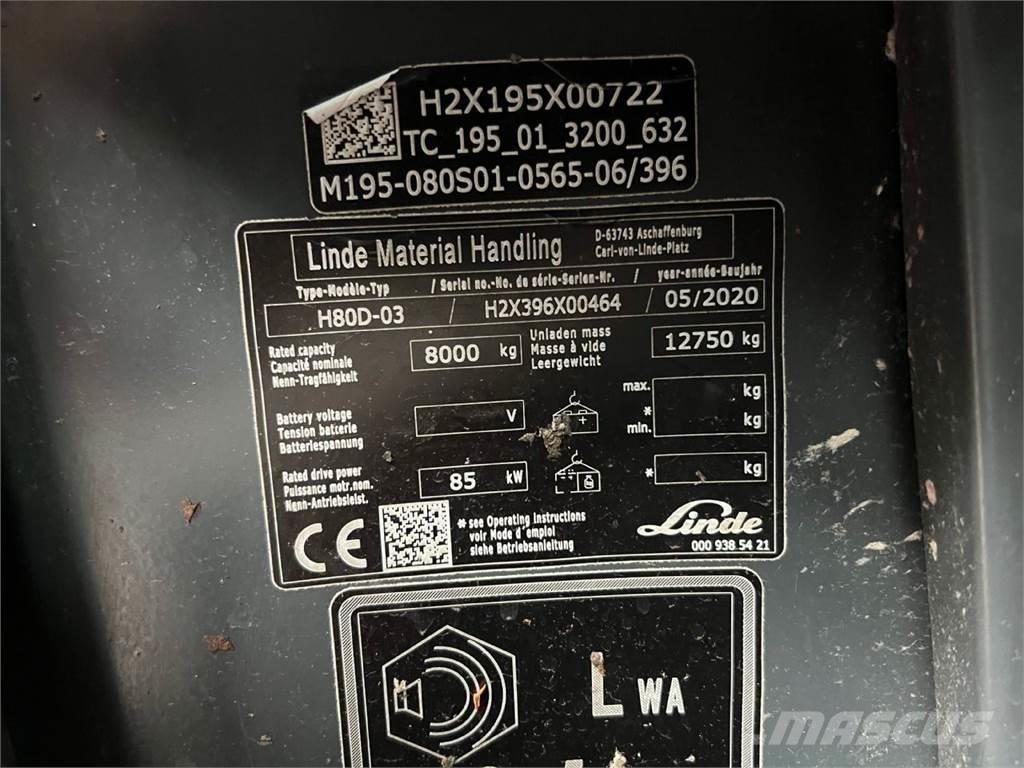 H2X195X00722
TC_195_01_3200_632
M195-080S01-0565-06/396
Linde Material Handling
D-63743 Aschaffenburg
Carl-von-Linde-Platz
Type-Modèle-Typ / Serial no.-No. de série-Serien-Nr. / year-année-Baujahr
H80D-03 / H2X396X00464 / 05/2020
Rated capacity
Capacité nominale
Nenn-Tragfähigkeit
8000 kg
Unladen mass
Masse à vide
Leergewicht
12750 kg
Battery voltage
Tension batterie
Batteriespannung
V
+
max. kg
*
min. kg
Rated drive power
Puissance motr.nom.
Nenn-Antriebsleist.
85 kW
* kg
CE
* see Operating Instructions
voir Mode d'emploi
siehe Betriebsanleitung
Linde
000 938 54 21
LWA
MASCUS